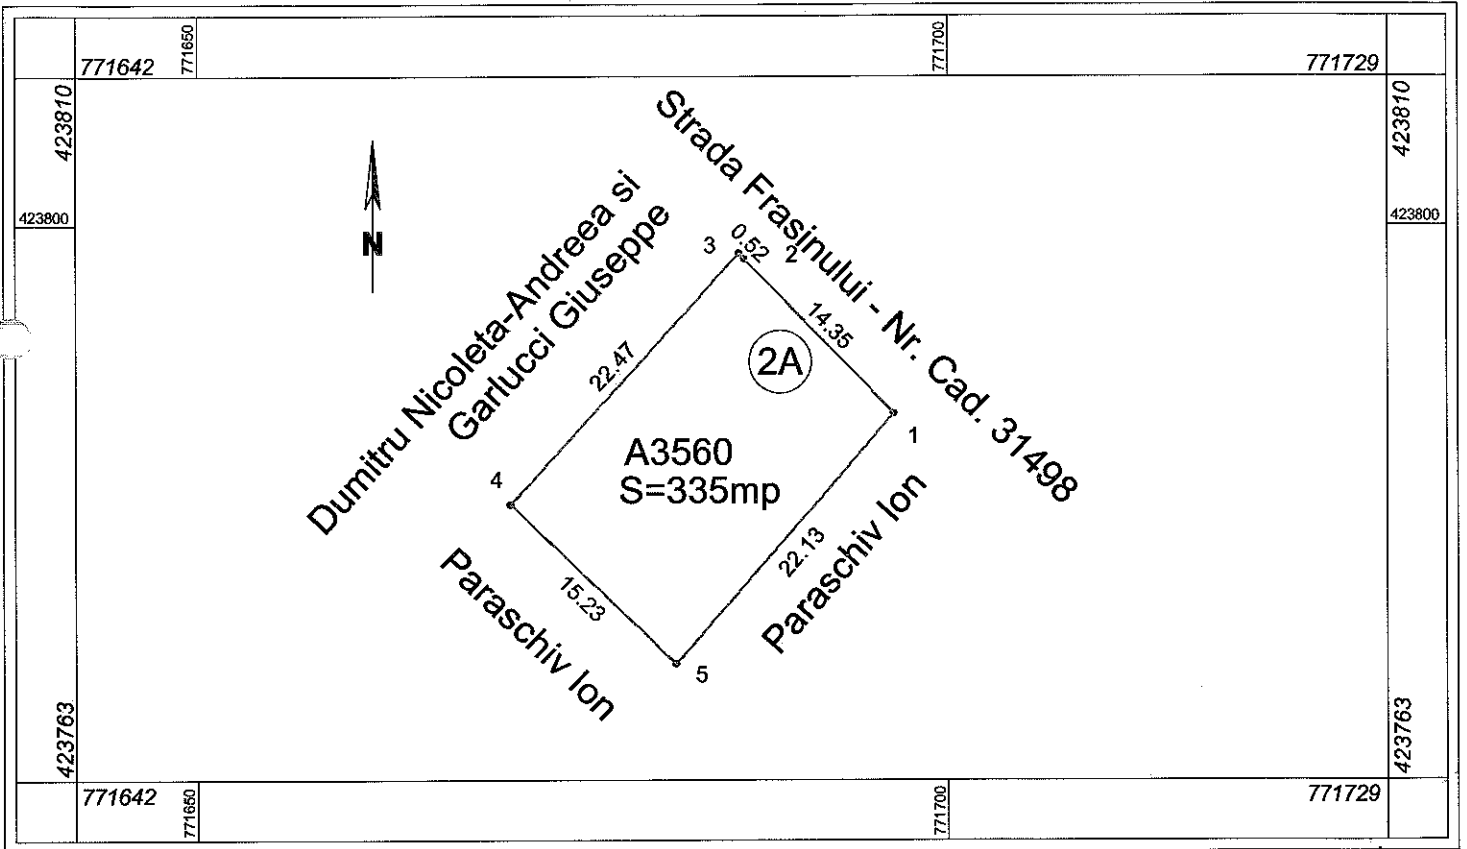 771650
771700
771642
771729
423810
423810
423800
423800
N
Strada Frasinului - Nr. Cad. 31498
Dumitru Nicoleta-Andreea si
Garlucci Giuseppe
3
0.52
2
14.35
22.47
2A
1
A3560
S=335mp
4
22.13
Paraschiv Ion
15.23
Paraschiv Ion
5
423763
423763
771642
771729
771650
771700